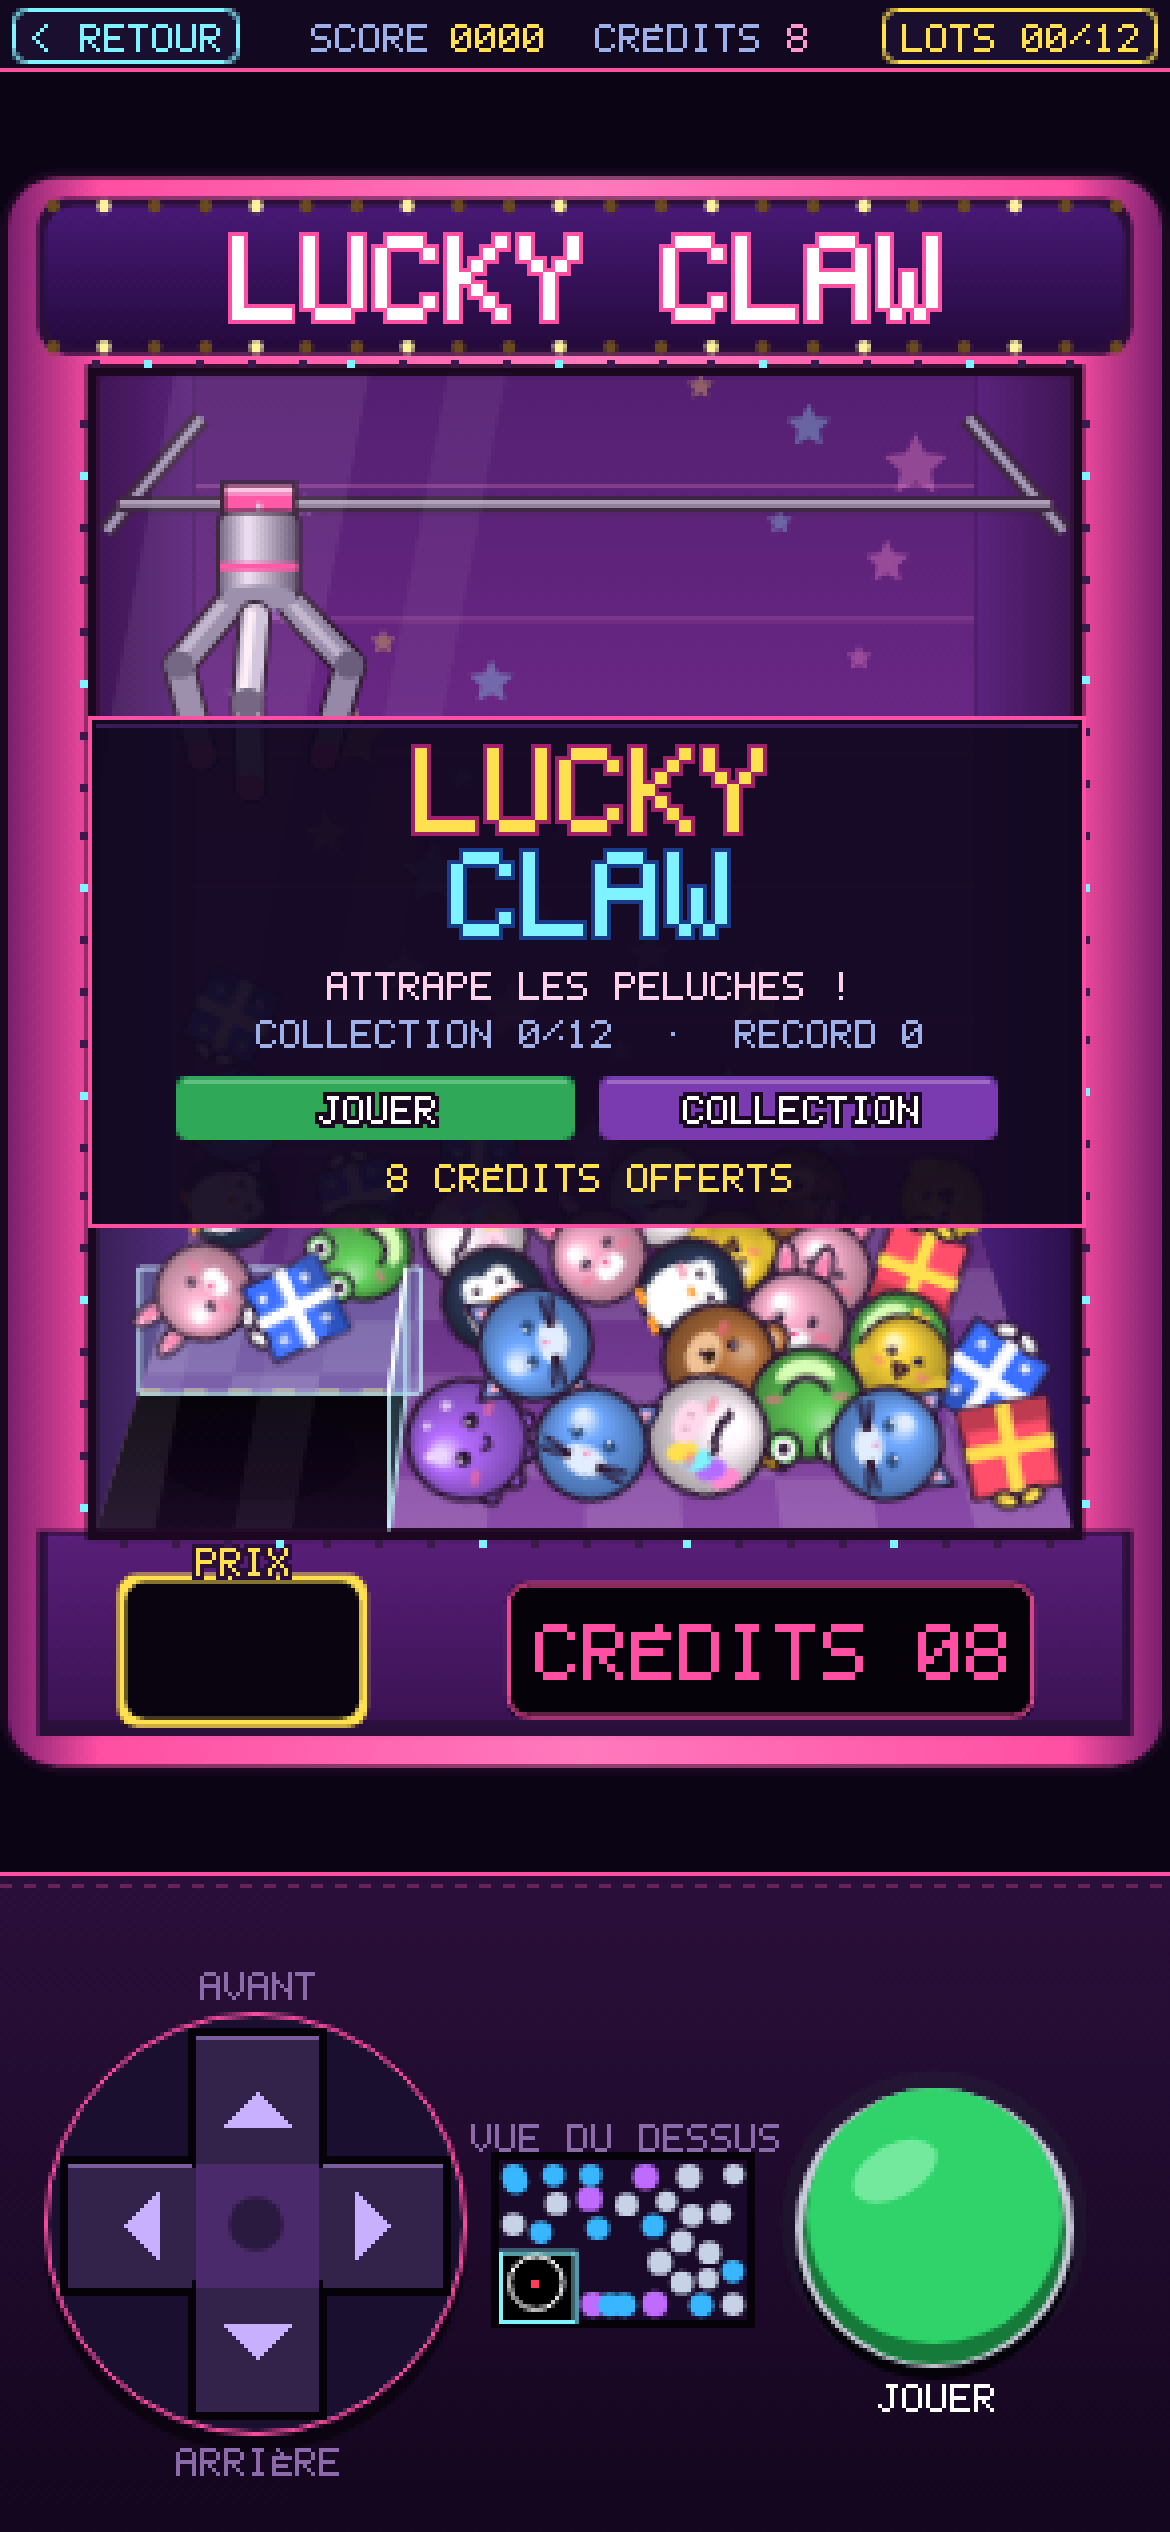 < RETOUR SCORE 0000 CRÉDITS 8 LOTS 00/12
LUCKY CLAW
LUCKY
CLAW
ATTRAPE LES PELUCHES !
COLLECTION 0/12 · RECORD 0
JOUER COLLECTION
8 CRÉDITS OFFERTS
PRIX
CRÉDITS 08
AVANT
VUE DU DESSUS
JOUER
ARRIÈRE